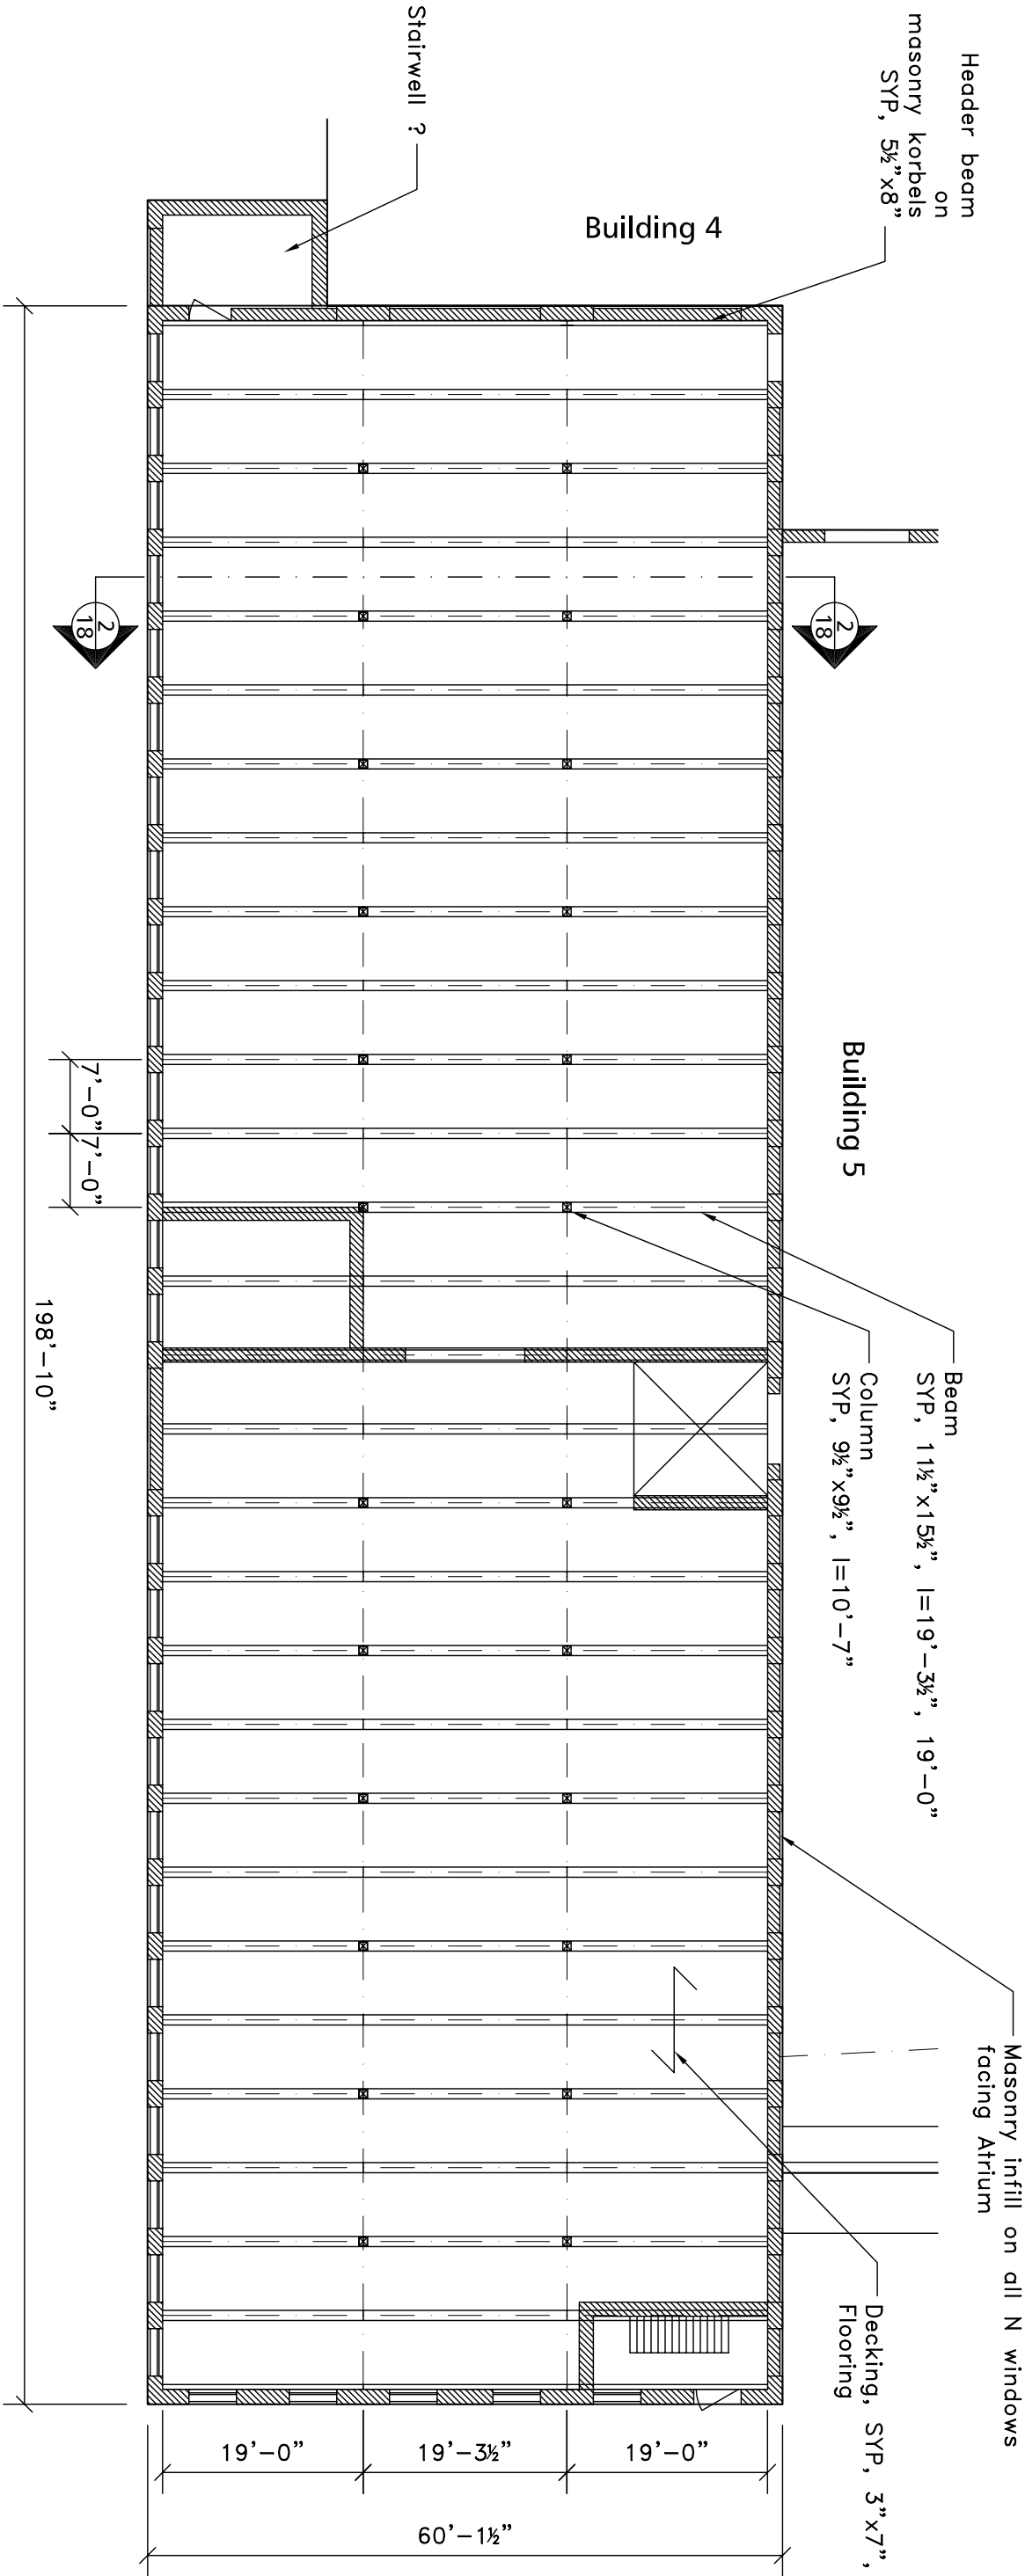 Header beam
on
masonry korbels
SYP, 5½"x8"
Stairwell ?
Building 4
2
18
2
18
Building 5
Beam
SYP, 11½"x15½", l=19'-3½", 19'-0"
Column
SYP, 9½"x9½", l=10'-7"
7'-0"
7'-0"
198'-10"
Masonry infill on all N windows
facing Atrium
Decking, SYP, 3"x7",
Flooring
19'-0"
19'-3½"
19'-0"
60'-1½"